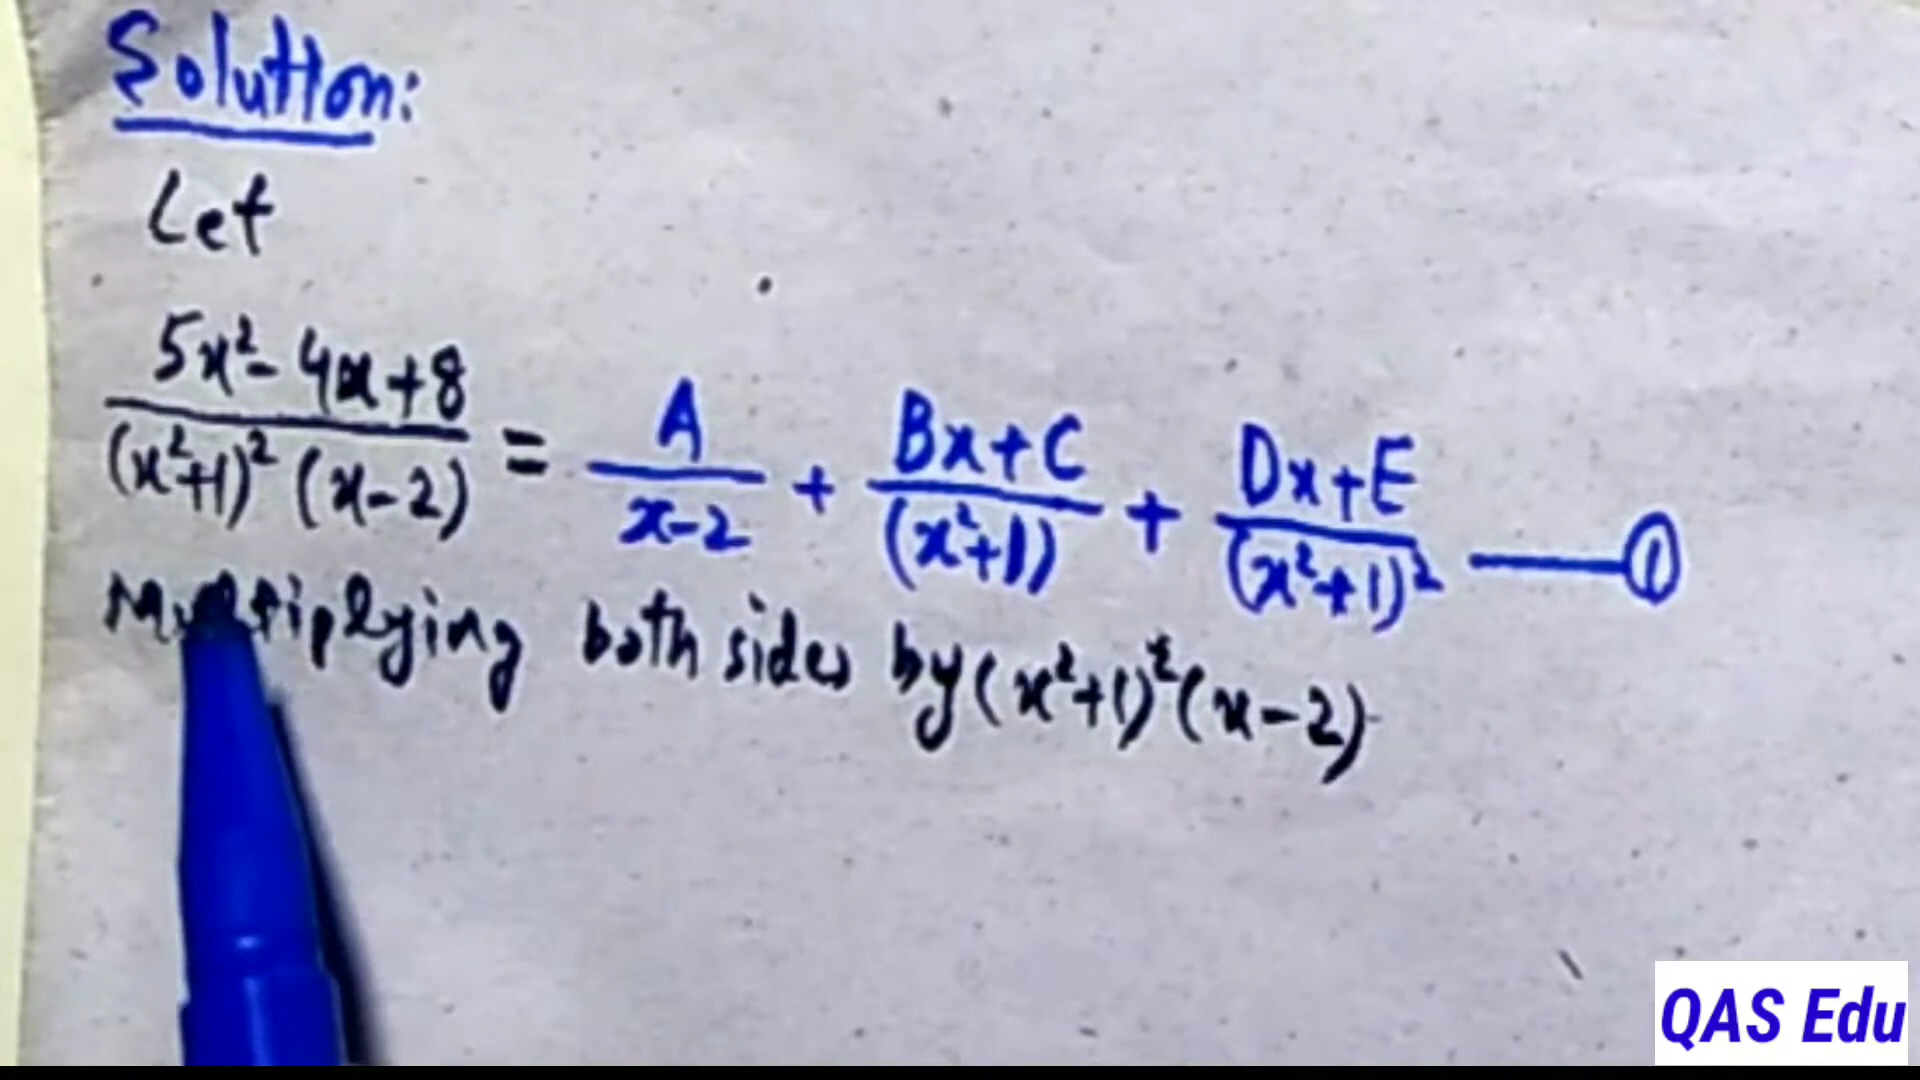 Solution:
Let
5x²-4x+8 / (x²+1)² (x-2) = A / x-2 + Bx+C / (x²+1) + Dx+E / (x²+1)² — ①
Multiplying both sides by (x²+1)²(x-2)
QAS Edu